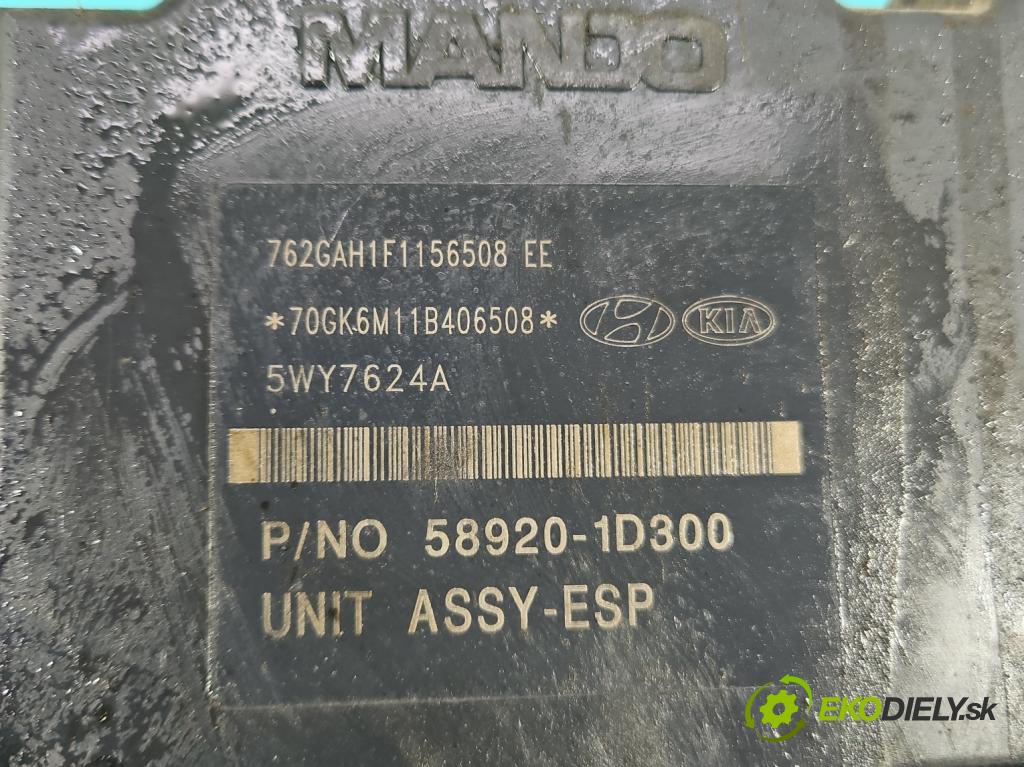 MANDO
762GAH1F1156508 EE
*70GK6M11B406508* KIA
5WY7624A
P/NO 58920-1D300
UNIT ASSY-ESP
EKODIELY.sk